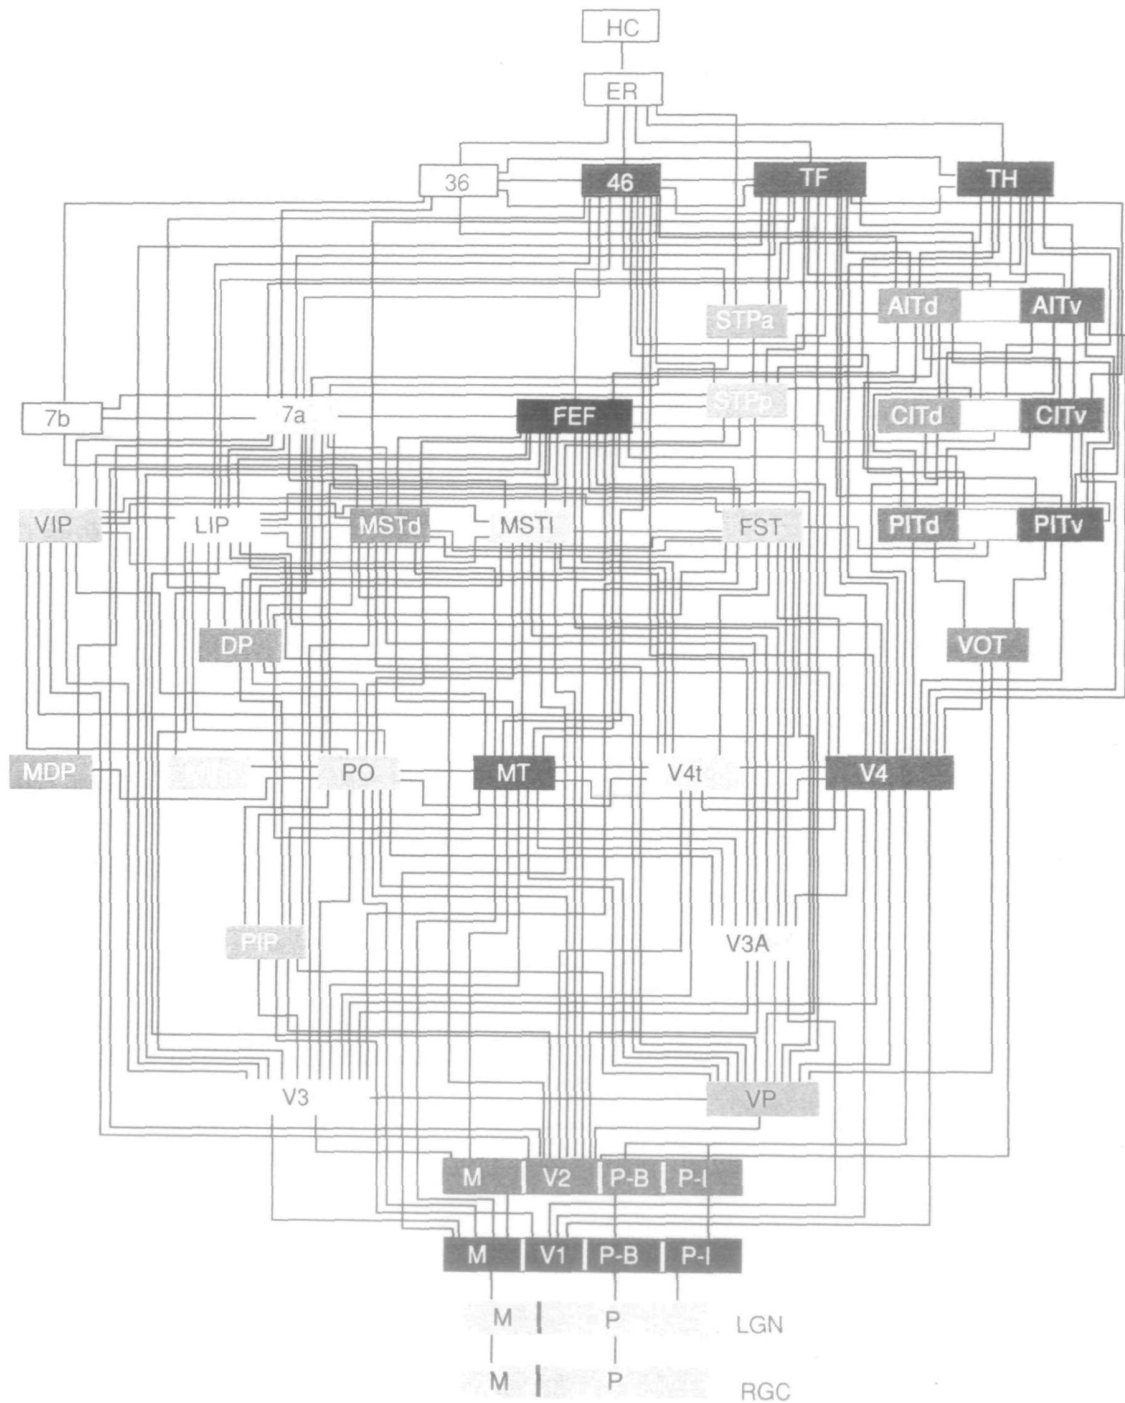 HC
ER
36 46 TF TH
STPa AITd AITv
7b 7a FEF STPp CITd CITv
VIP LIP MSTd MSTl FST PITd PITv
DP VOT
MDP PO MT V4t V4
PIP V3A
V3 VP
M V2 P-B P-I
M V1 P-B P-I
M P LGN
M P RGC